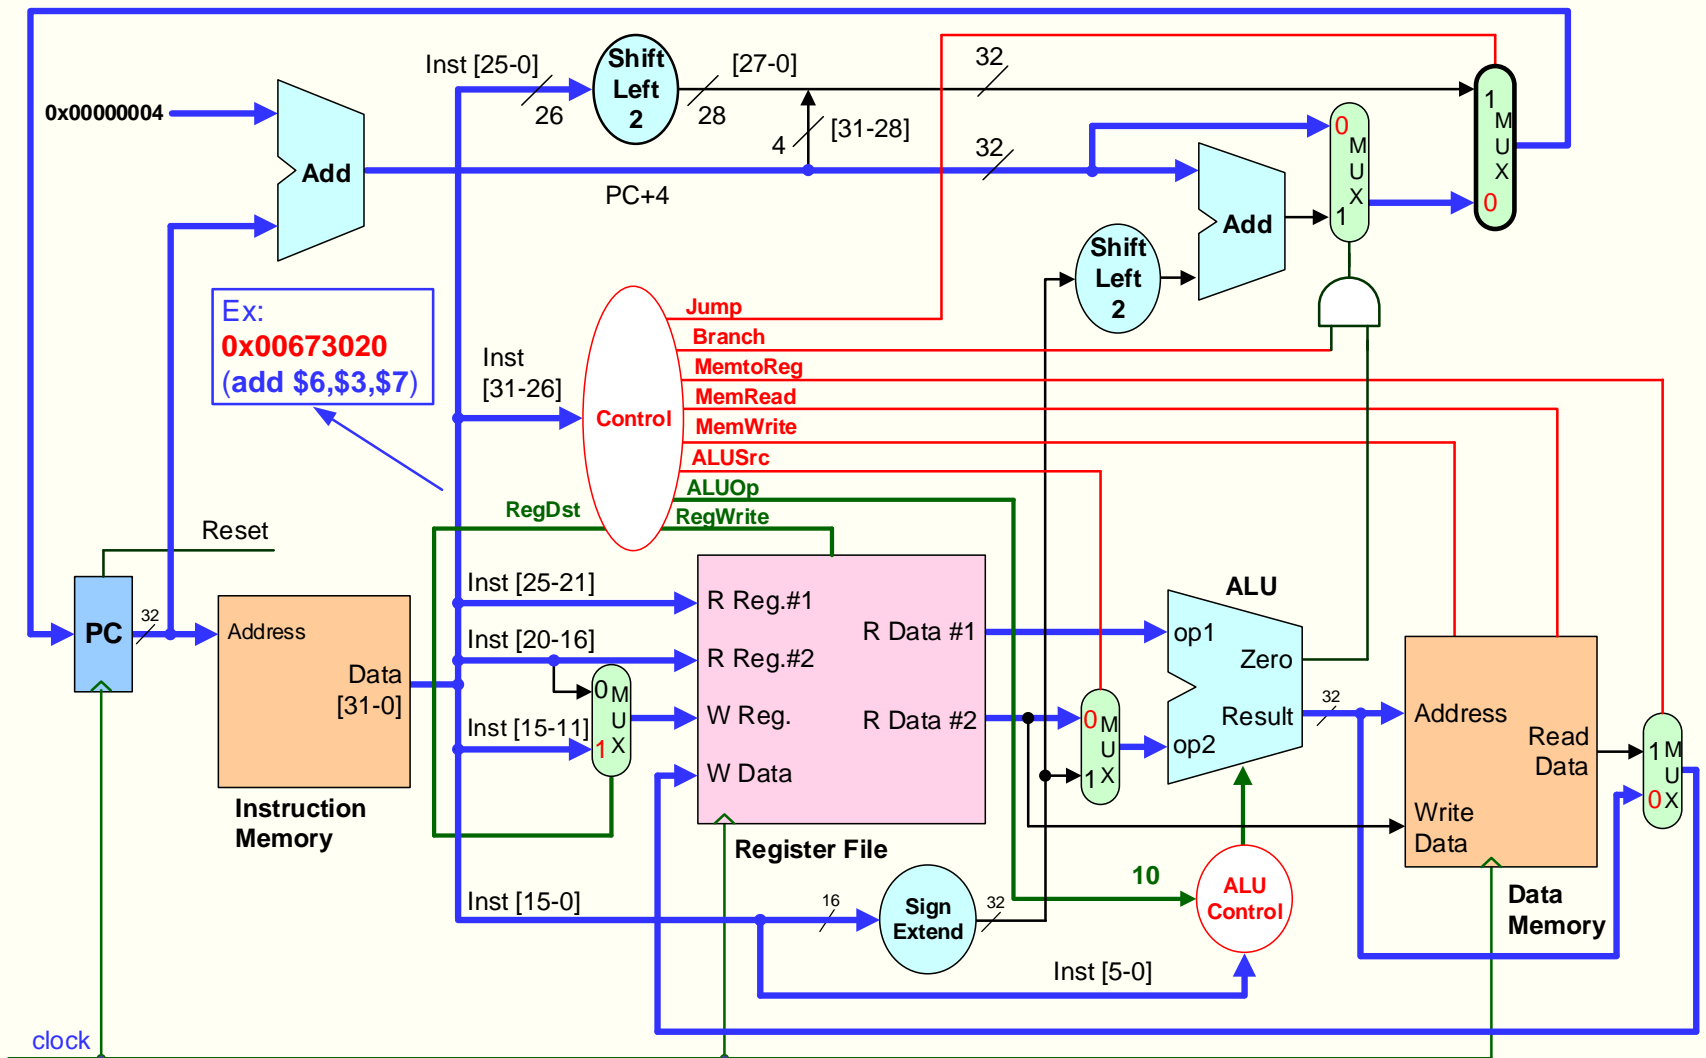 Inst [25-0]
26
Shift
Left
2
[27-0]
28
32
0x00000004
Add
4
[31-28]
PC+4
32
0
M
U
X
1
1
M
U
X
0
Add
Shift
Left
2
Ex:
0x00673020
(add $6,$3,$7)
Inst
[31-26]
Control
Jump
Branch
MemtoReg
MemRead
MemWrite
ALUSrc
ALUOp
RegDst
RegWrite
Reset
PC
32
Address
Data
[31-0]
Instruction
Memory
Inst [25-21]
Inst [20-16]
Inst [15-11]
0
M
U
X
1
R Reg.#1
R Reg.#2
W Reg.
W Data
R Data #1
R Data #2
Register File
0
M
U
X
1
ALU
op1
Zero
Result
op2
32
Address
Read
Data
Write
Data
Data
Memory
1
M
U
X
0
Inst [15-0]
16
Sign
Extend
32
10
ALU
Control
Inst [5-0]
clock